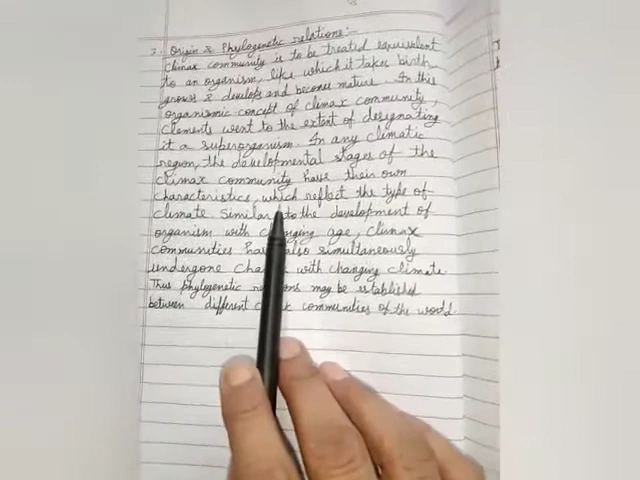 7. Origin & Phylogenetic relations:-
Climax community is to be treated equivalent
to an organism, like which it takes birth,
grows & develops and becomes mature. In this
organismic concept of climax community,
Clements went to the extent of designating
it a superorganism. In any climatic
region, the developmental stages of the
climax community have their own
characteristics, which reflect the type of
climate. Similar to the development of
organism with changing age, climax
communities have also simultaneously
undergone with changing climate.
Thus phylogenetic may be established
between different communities of the world.